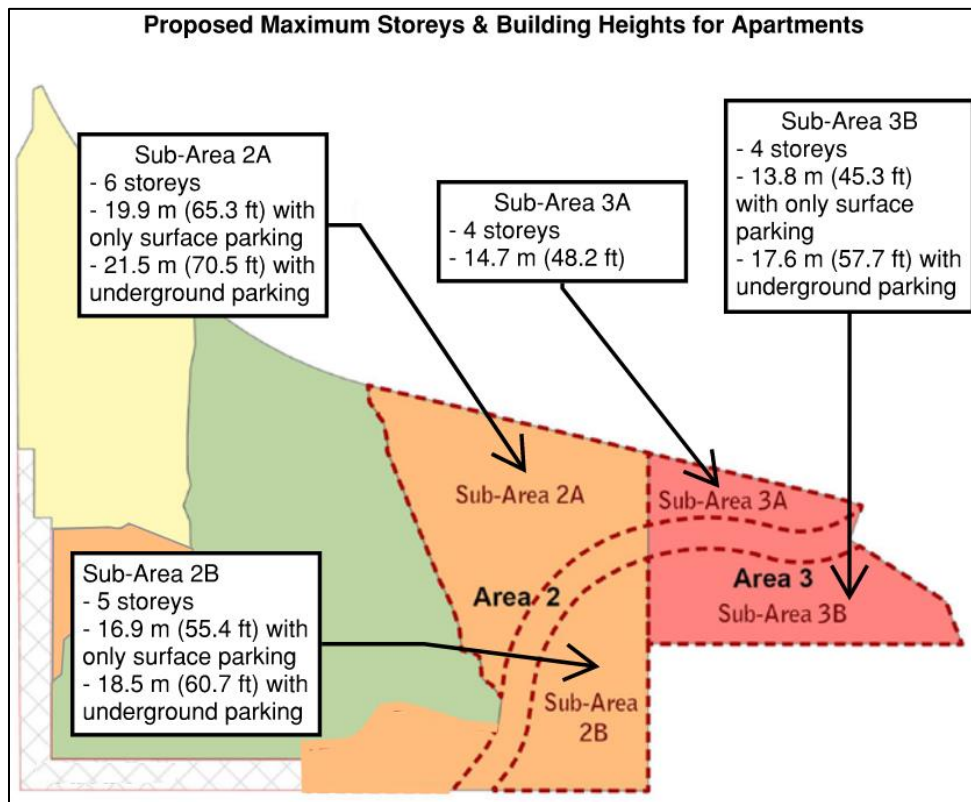 Proposed Maximum Storeys & Building Heights for Apartments
Sub-Area 2A
- 6 storeys
- 19.9 m (65.3 ft) with
only surface parking
- 21.5 m (70.5 ft) with
underground parking
Sub-Area 3A
- 4 storeys
- 14.7 m (48.2 ft)
Sub-Area 3B
- 4 storeys
- 13.8 m (45.3 ft)
with only surface
parking
- 17.6 m (57.7 ft) with
underground parking
Sub-Area 2A
Sub-Area 3A
Area 2
Area 3
Sub-Area 3B
Sub-Area 2B
- 5 storeys
- 16.9 m (55.4 ft) with
only surface parking
- 18.5 m (60.7 ft) with
underground parking
Sub-Area
2B